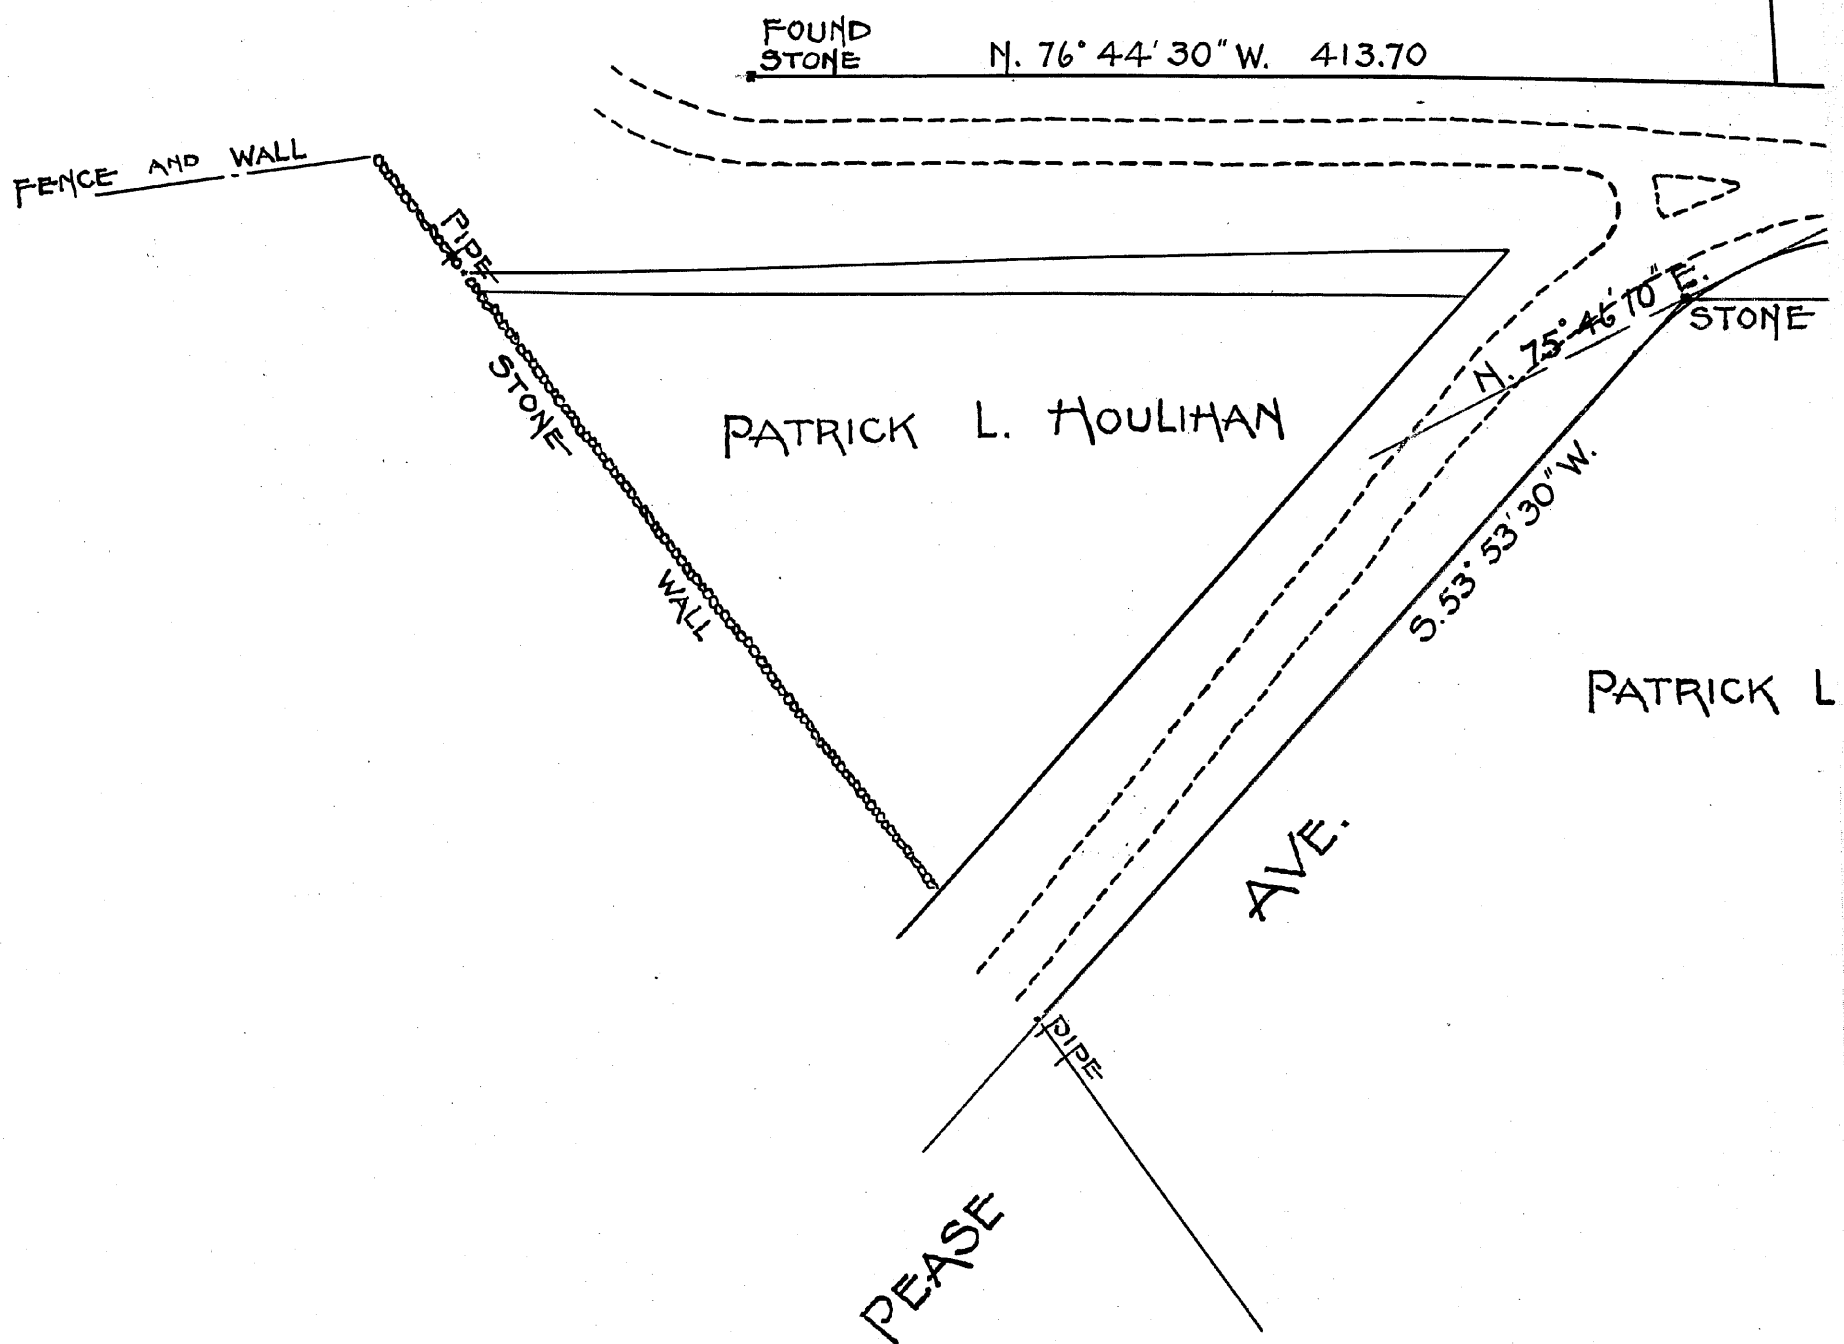 FOUND
STONE
N. 76° 44' 30" W. 413.70
FENCE AND WALL
PIPE
STONE
WALL
PATRICK L. HOULIHAN
N. 75° 46' 10" E.
STONE
S. 53° 53' 30" W.
PATRICK L
PIPE
PEASE AVE.